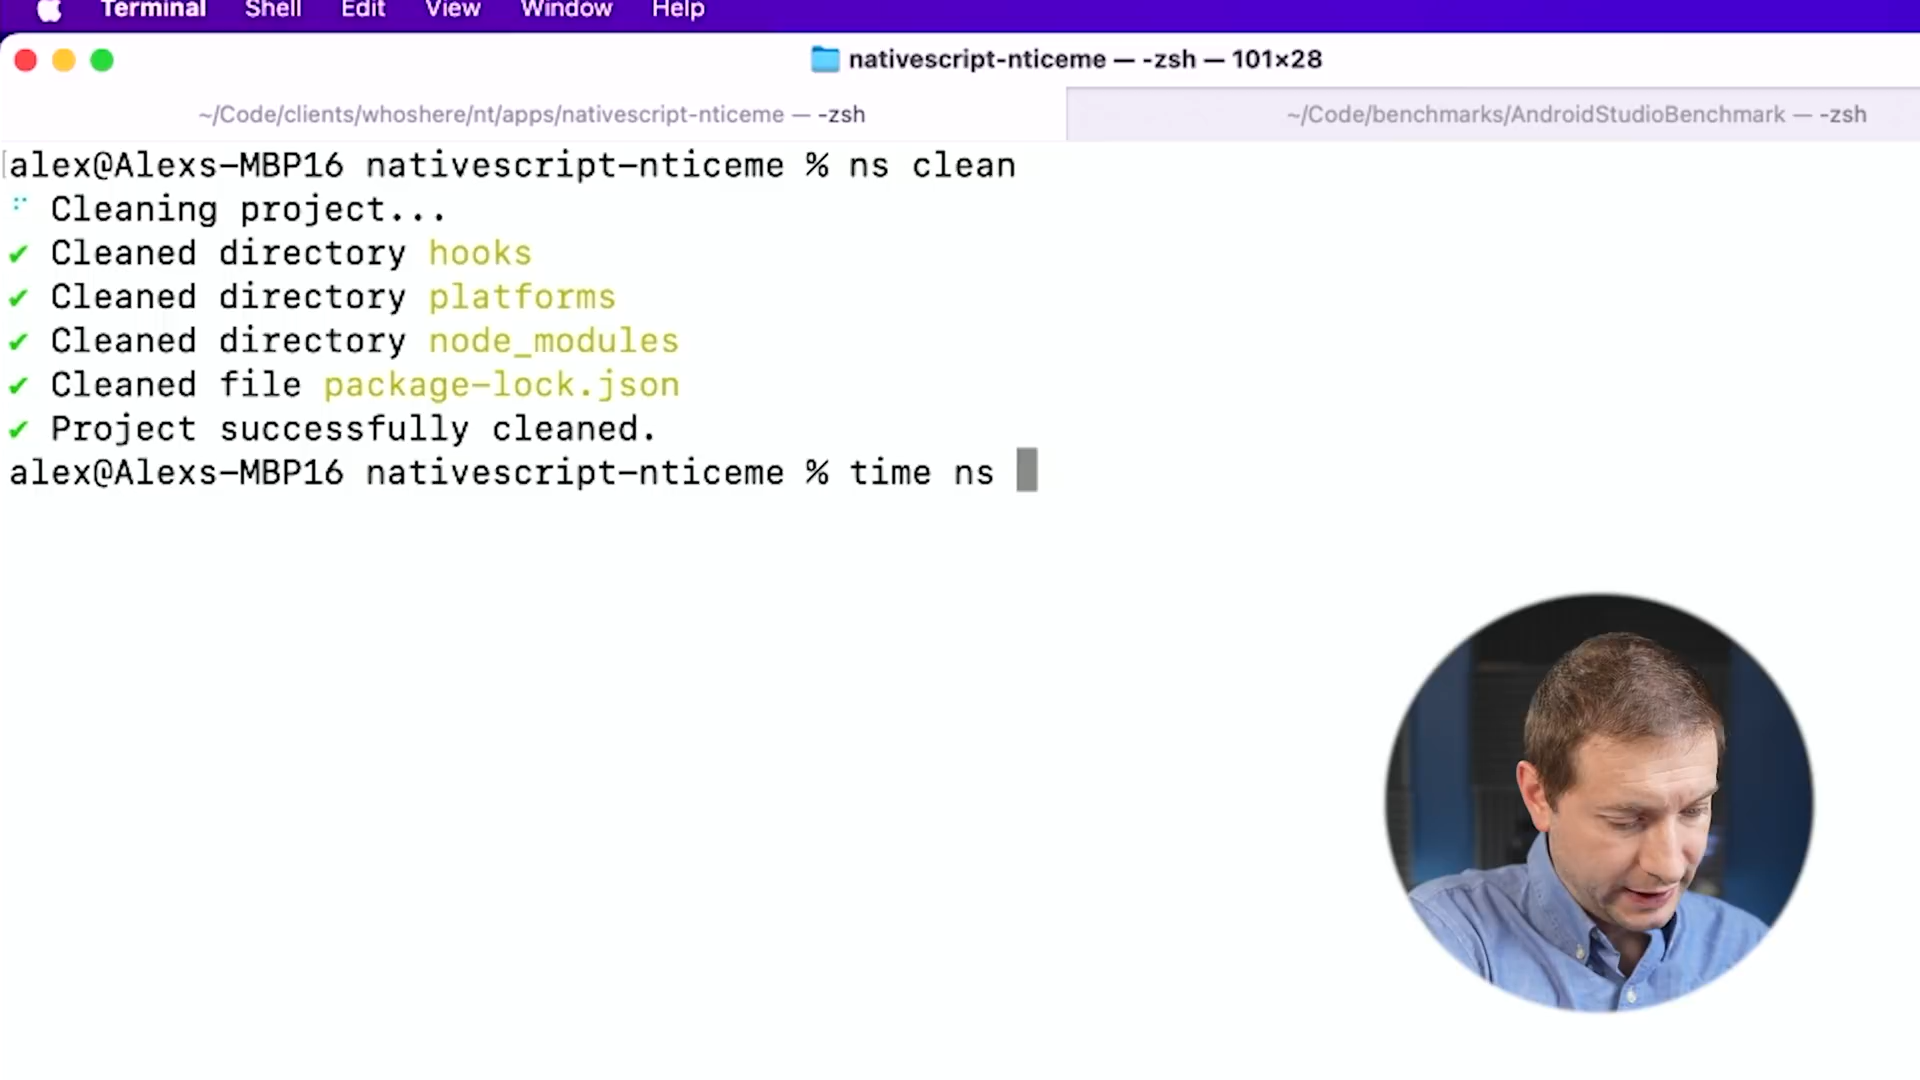 Terminal Shell Edit View Window Help
nativescript-nticeme — -zsh — 101×28
~/Code/clients/whoshere/nt/apps/nativescript-nticeme — -zsh
~/Code/benchmarks/AndroidStudioBenchmark — -zsh
[alex@Alexs-MBP16 nativescript-nticeme % ns clean
Cleaning project...
✔ Cleaned directory hooks
✔ Cleaned directory platforms
✔ Cleaned directory node_modules
✔ Cleaned file package-lock.json
✔ Project successfully cleaned.
alex@Alexs-MBP16 nativescript-nticeme % time ns